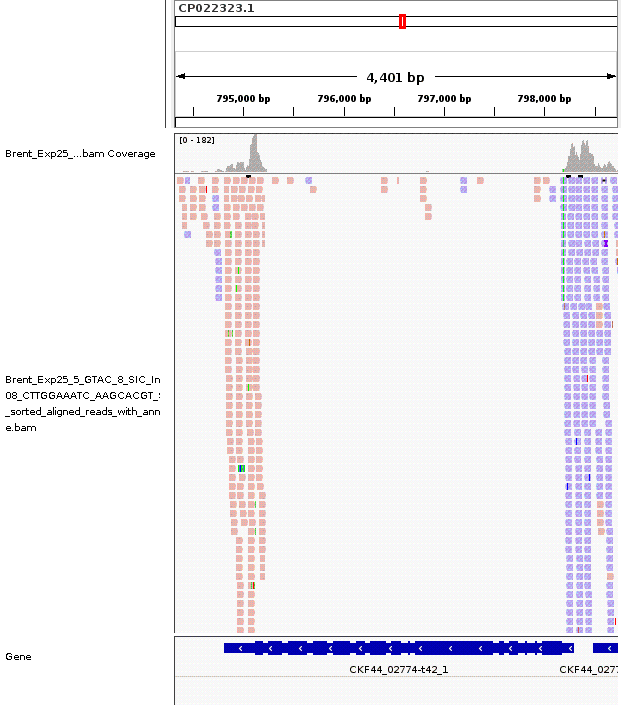 CP022323.1
4,401 bp
795,000 bp 796,000 bp 797,000 bp 798,000 bp
[0 - 182]
Brent_Exp25_...bam Coverage
Brent_Exp25_5_GTAC_8_SIC_In
08_CTTGGAAATC_AAGCACGT_
_sorted_aligned_reads_with_ann
e.bam
Gene
CKF44_02774-t42_1 CKF44_0277